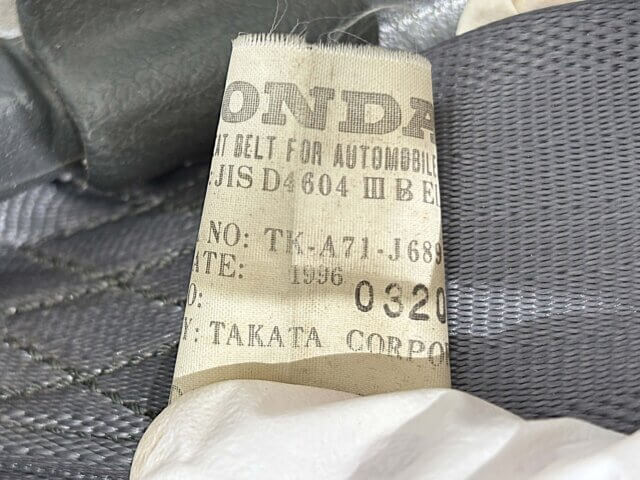 ONDA
AT BELT FOR AUTOMOBILE
:JIS D4604 III B EL
NO: TK-A71-J689
ATE: 1996
O: 0320
Y: TAKATA CORPO